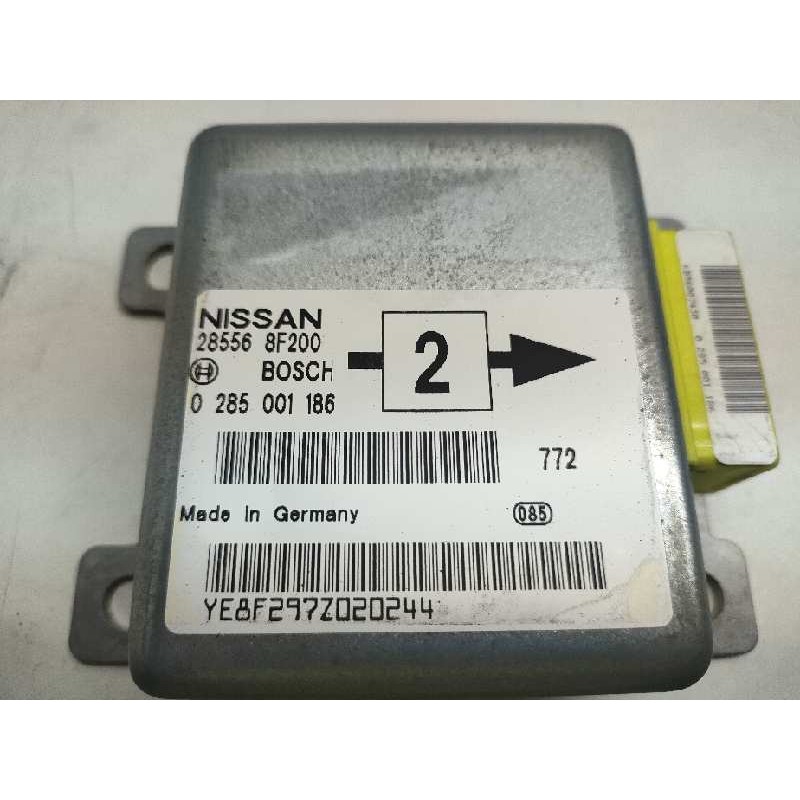 NISSAN
28556 8F200
BOSCH
2
0 285 001 186
772
Made in Germany
085
YE8F297Z020244